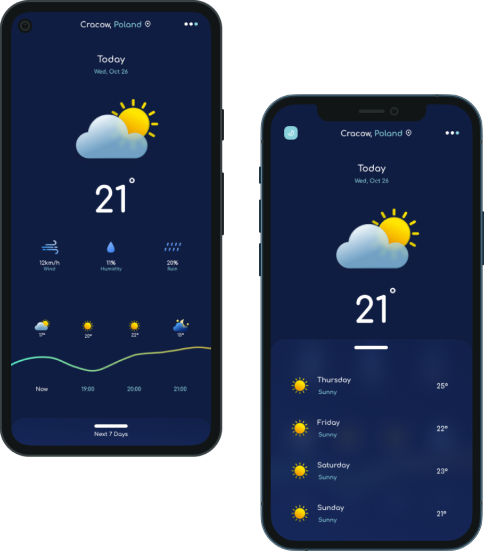 Cracow, Poland
Today
Wed, Oct 26
21°
12km/h 11% 20%
Wind Humidity Rain
17° 20° 22° 19°
Now 19:00 20:00 21:00
Next 7 Days
Cracow, Poland
Today
Wed, Oct 26
21°
Thursday 25°
Sunny
Friday 22°
Sunny
Saturday 23°
Sunny
Sunday 21°
Sunny